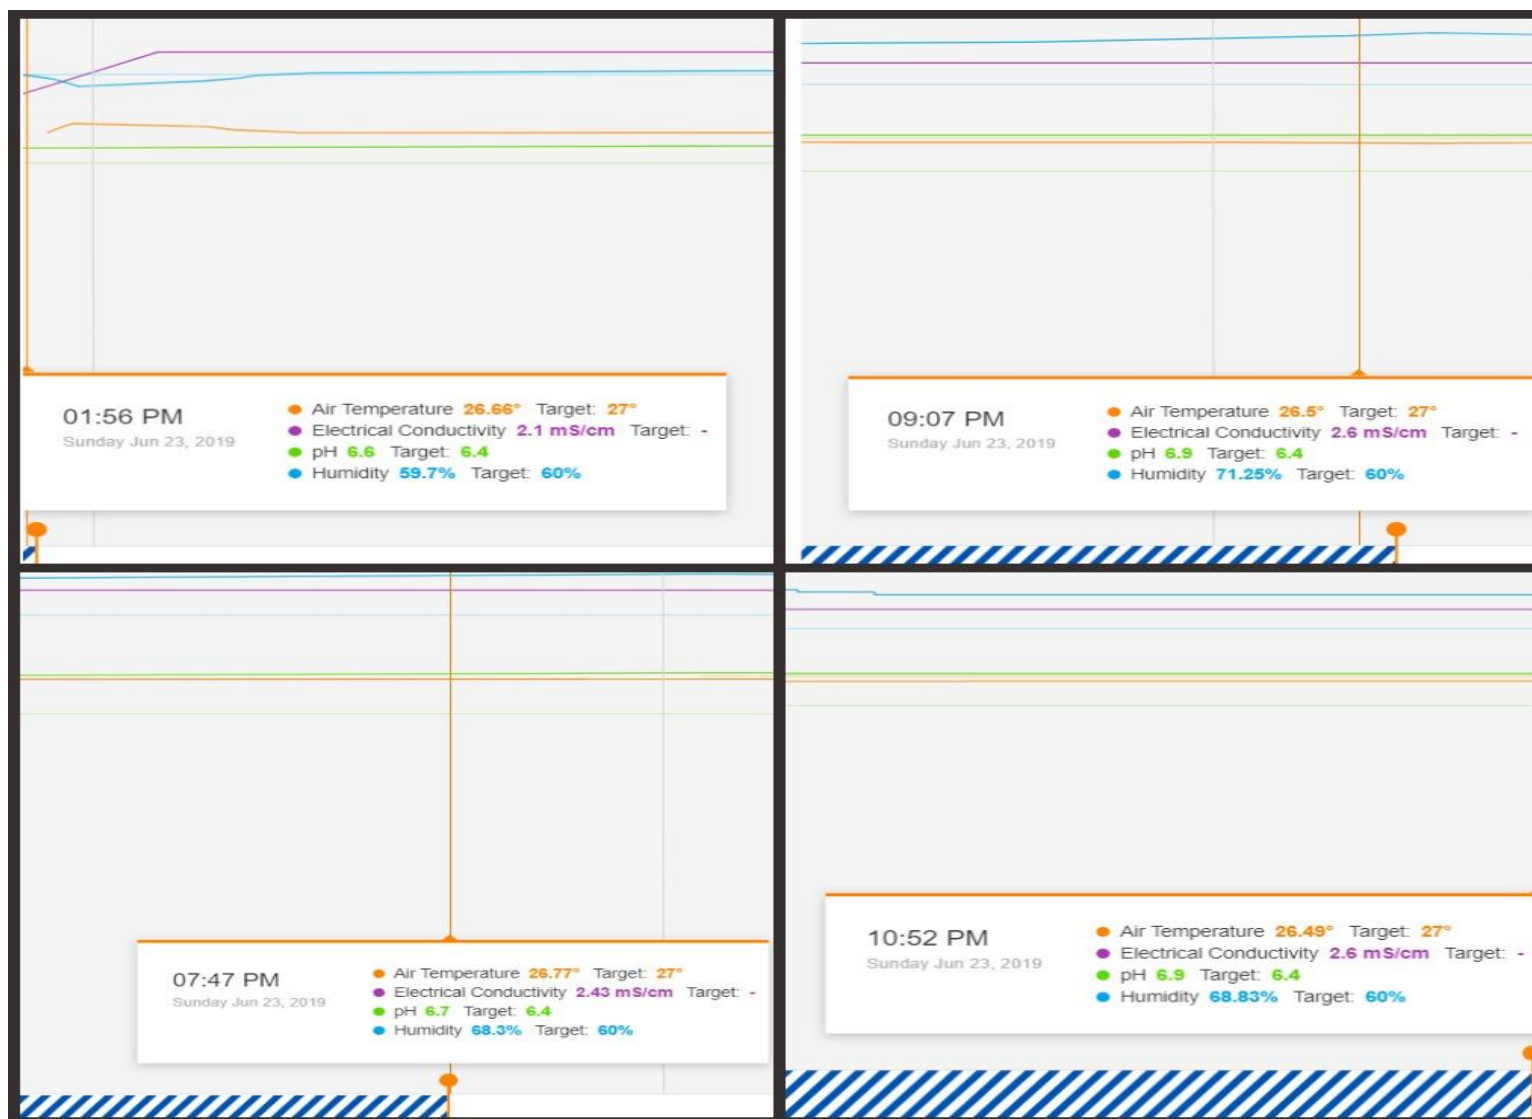 01:56 PM
Sunday Jun 23, 2019
Air Temperature 26.66° Target: 27°
Electrical Conductivity 2.1 mS/cm Target: -
pH 6.6 Target: 6.4
Humidity 59.7% Target: 60%
09:07 PM
Sunday Jun 23, 2019
Air Temperature 26.5° Target: 27°
Electrical Conductivity 2.6 mS/cm Target: -
pH 6.9 Target: 6.4
Humidity 71.25% Target: 60%
07:47 PM
Sunday Jun 23, 2019
Air Temperature 26.77° Target: 27°
Electrical Conductivity 2.43 mS/cm Target: -
pH 6.7 Target: 6.4
Humidity 68.3% Target: 60%
10:52 PM
Sunday Jun 23, 2019
Air Temperature 26.49° Target: 27°
Electrical Conductivity 2.6 mS/cm Target: -
pH 6.9 Target: 6.4
Humidity 68.83% Target: 60%